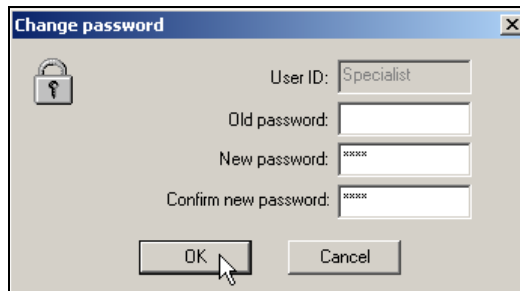 Change password
User ID: Specialist
Old password:
New password: ****
Confirm new password: ****
OK Cancel